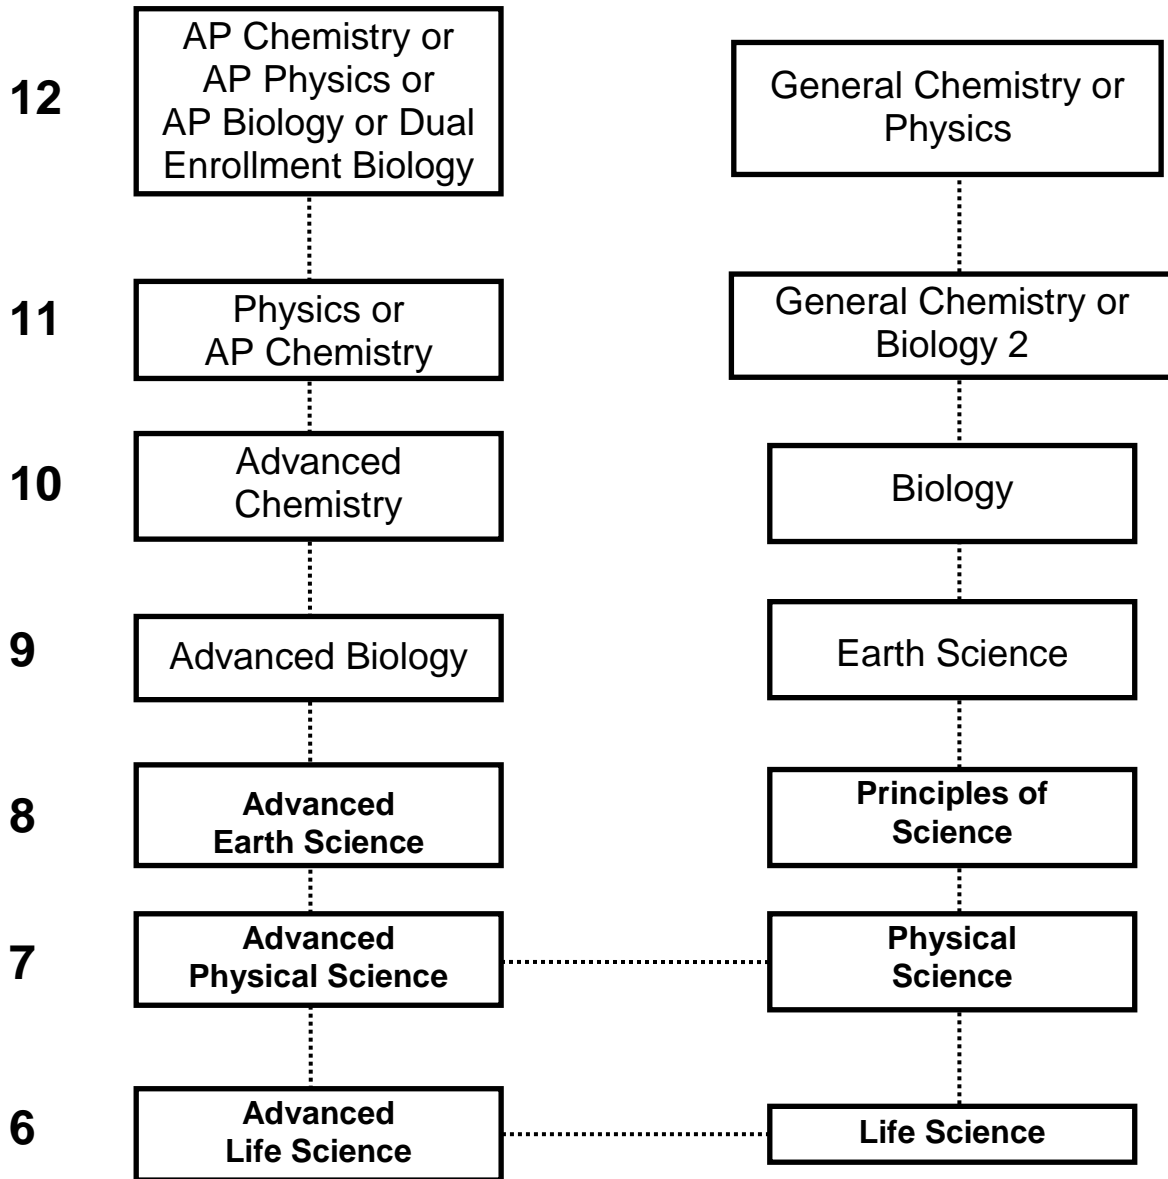 12
AP Chemistry or
AP Physics or
AP Biology or Dual
Enrollment Biology
General Chemistry or
Physics
11
Physics or
AP Chemistry
General Chemistry or
Biology 2
10
Advanced
Chemistry
Biology
9
Advanced Biology
Earth Science
8
Advanced
Earth Science
Principles of
Science
7
Advanced
Physical Science
Physical
Science
6
Advanced
Life Science
Life Science